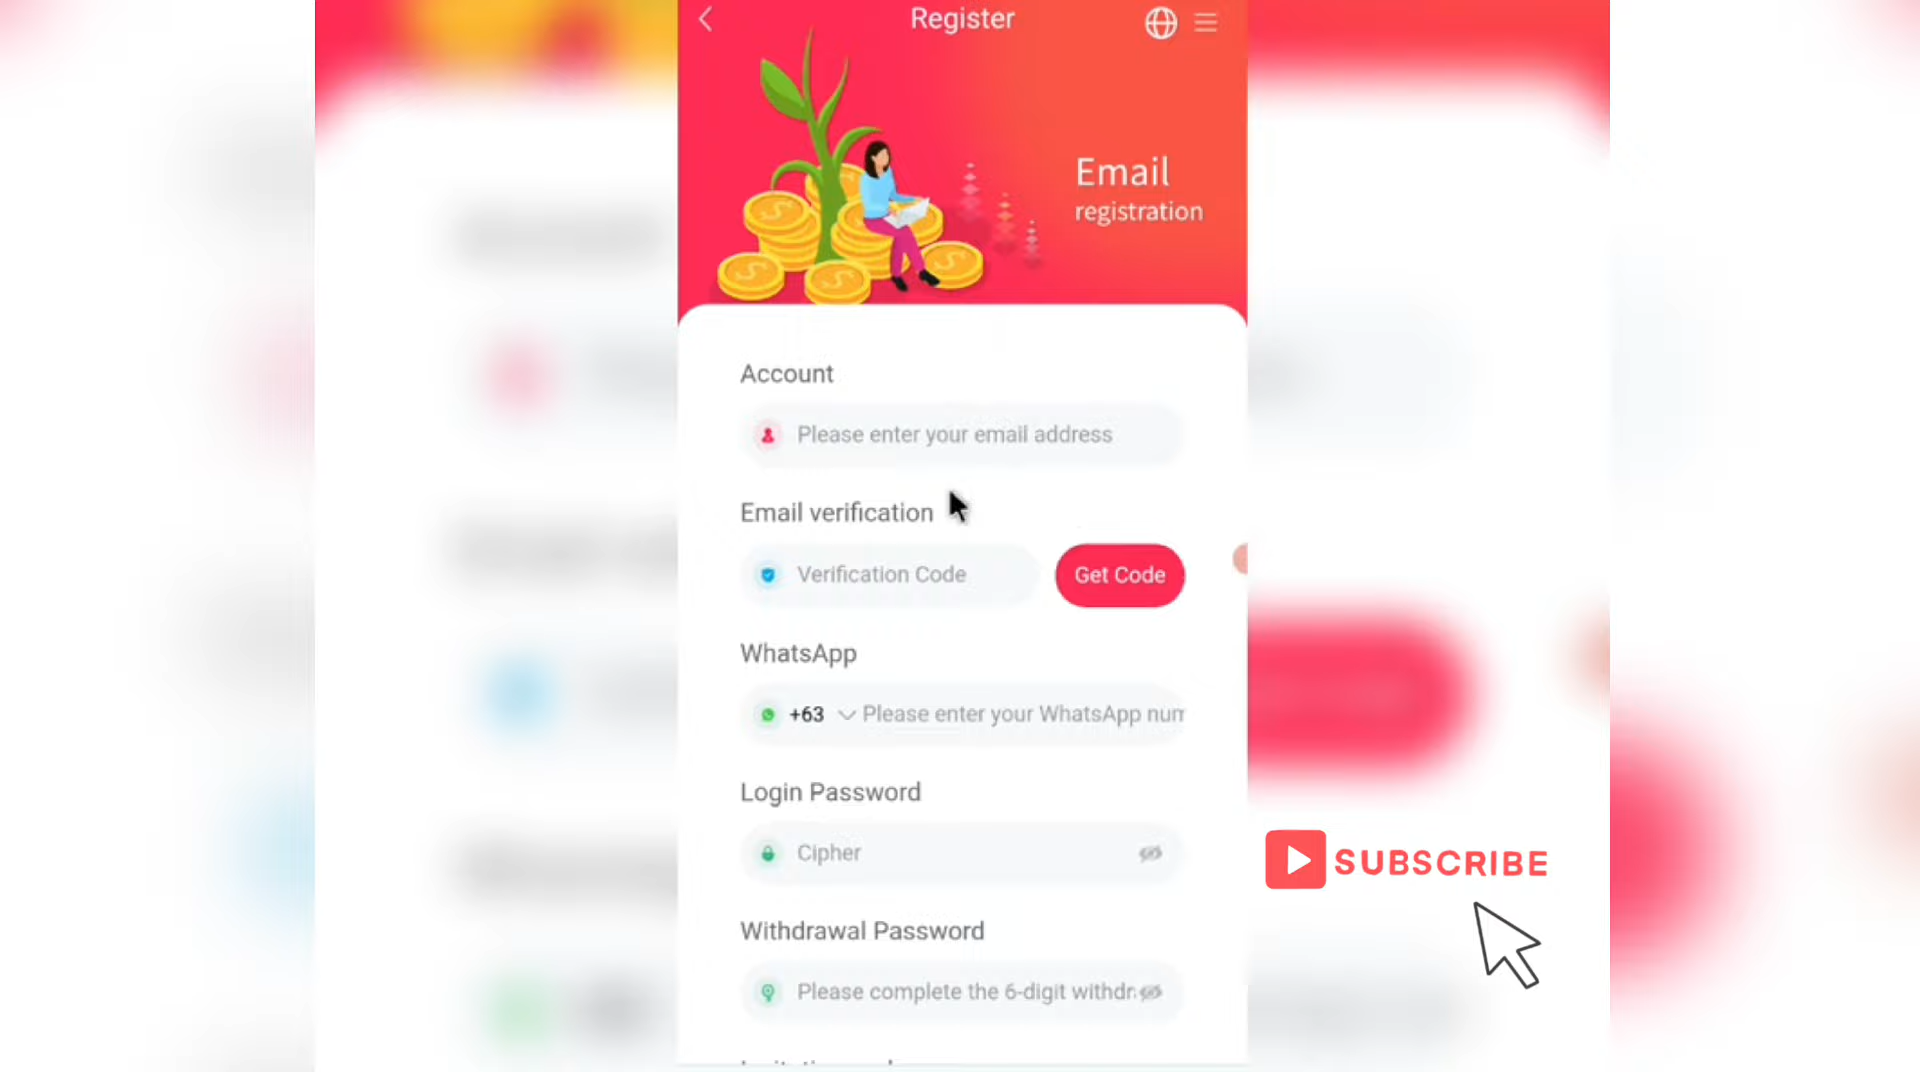 Register
Email
registration
Account
Please enter your email address
Email verification
Verification Code
Get Code
WhatsApp
+63
Please enter your WhatsApp num
Login Password
Cipher
SUBSCRIBE
Withdrawal Password
Please complete the 6-digit withdr